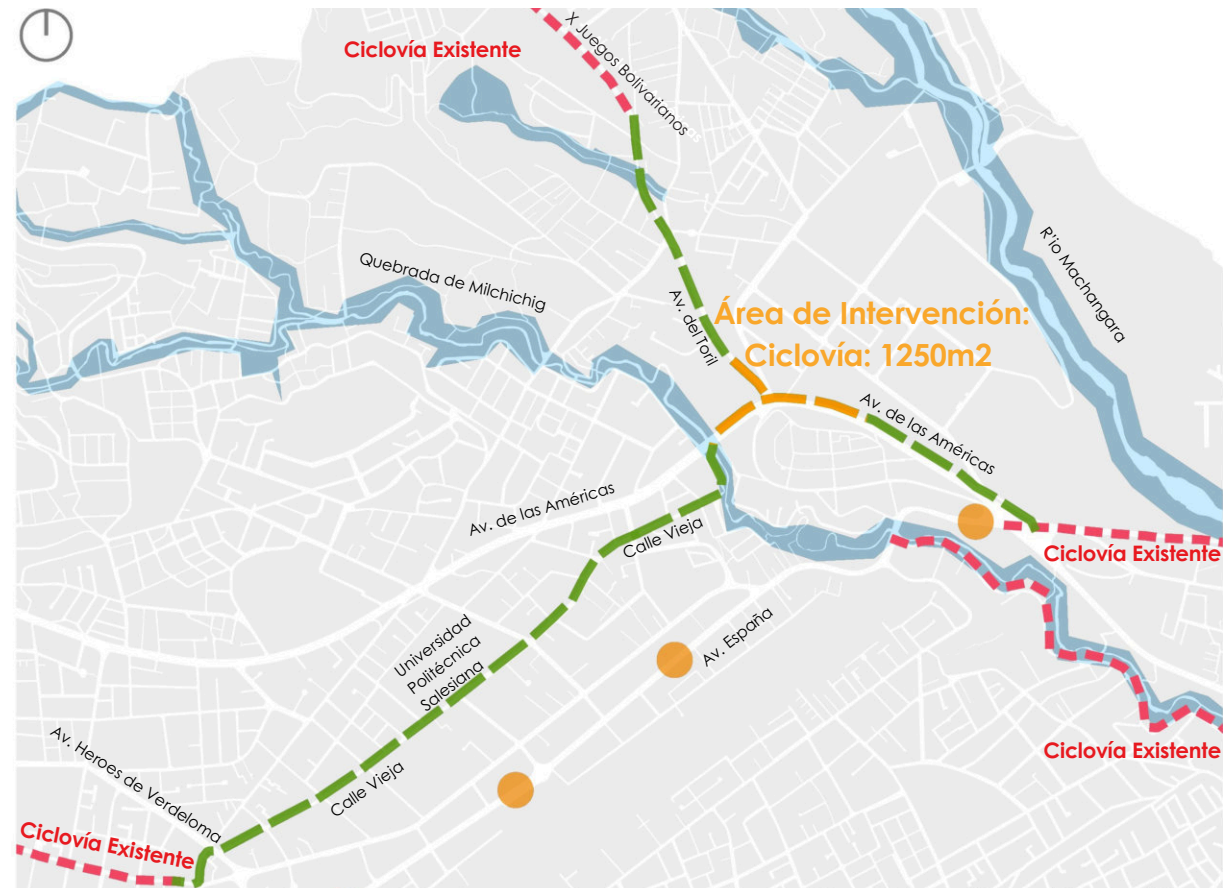 X Juegos Bolivarianos
Ciclovía Existente
R'io Machangara
Quebrada de Milchichig
Av. del Toril
Área de Intervención:
Ciclovía: 1250m2
Av. de las Américas
Av. de las Américas
Calle Vieja
Ciclovía Existente
Universidad
Politécnica
Salesiana
Av. España
Av. Heroes de Verdeloma
Calle Vieja
Ciclovía Existente
Ciclovía Existente